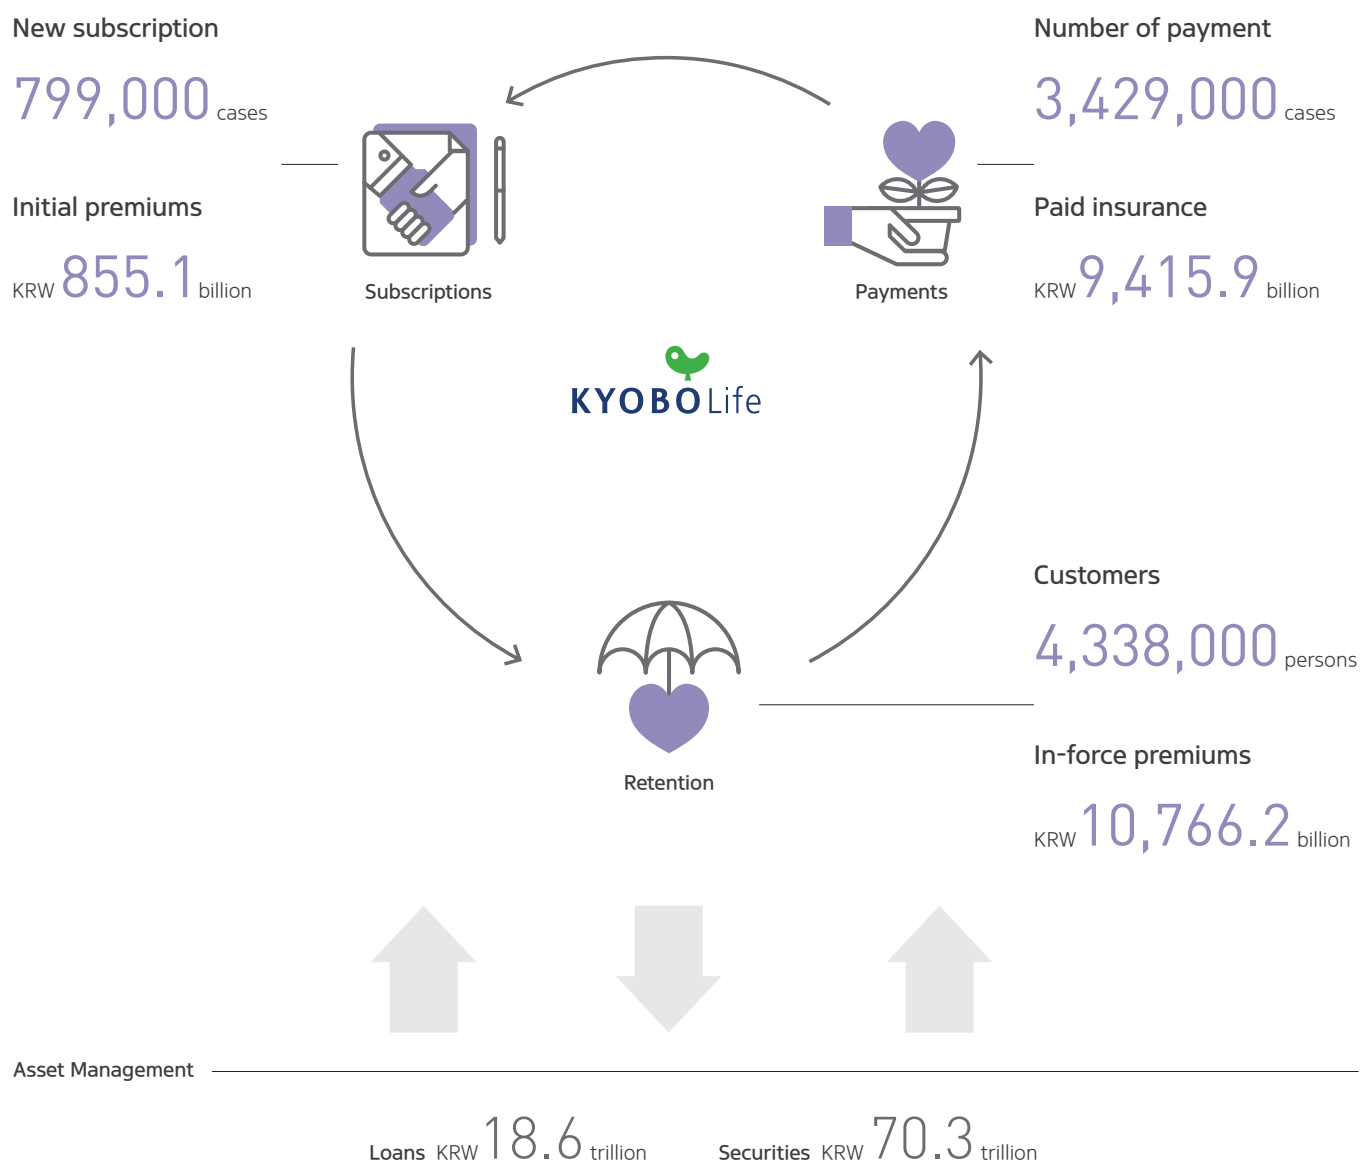 New subscription
799,000 cases
Initial premiums
KRW 855.1 billion
Subscriptions
Number of payment
3,429,000 cases
Paid insurance
KRW 9,415.9 billion
Payments
KYOBO Life
Customers
4,338,000 persons
In-force premiums
KRW 10,766.2 billion
Retention
Asset Management
Loans KRW 18.6 trillion
Securities KRW 70.3 trillion